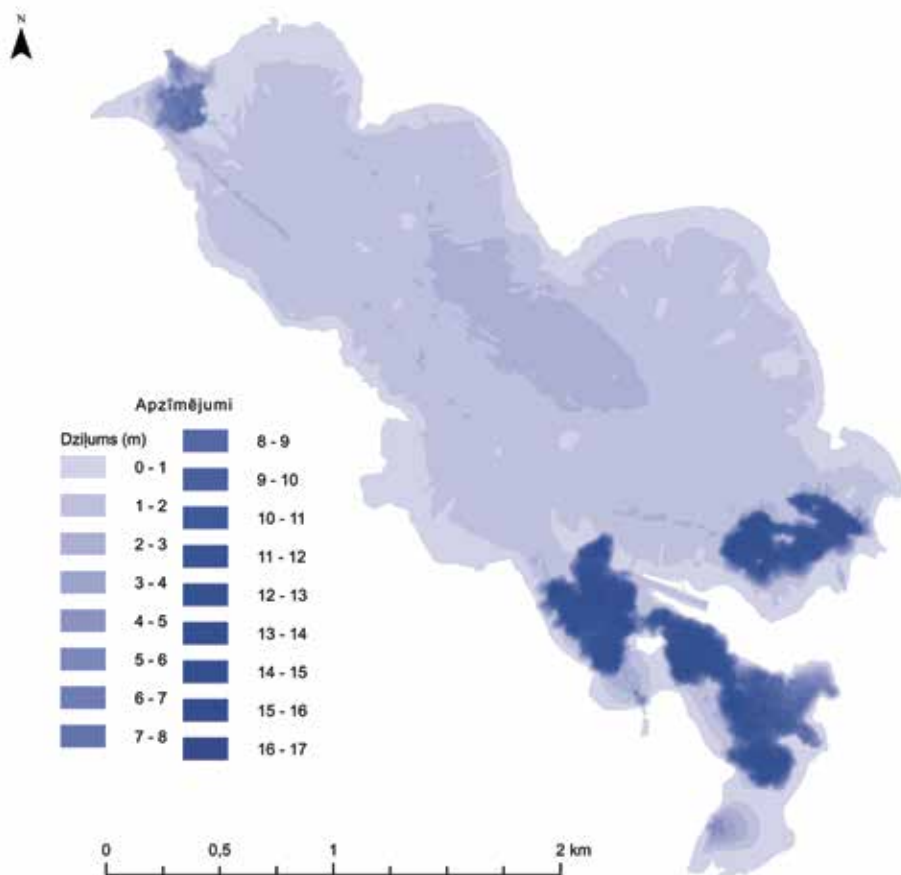 N
Apzīmējumi
Dziļums (m)
0 - 1
1 - 2
2 - 3
3 - 4
4 - 5
5 - 6
6 - 7
7 - 8
8 - 9
9 - 10
10 - 11
11 - 12
12 - 13
13 - 14
14 - 15
15 - 16
16 - 17
0 0,5 1 2 km